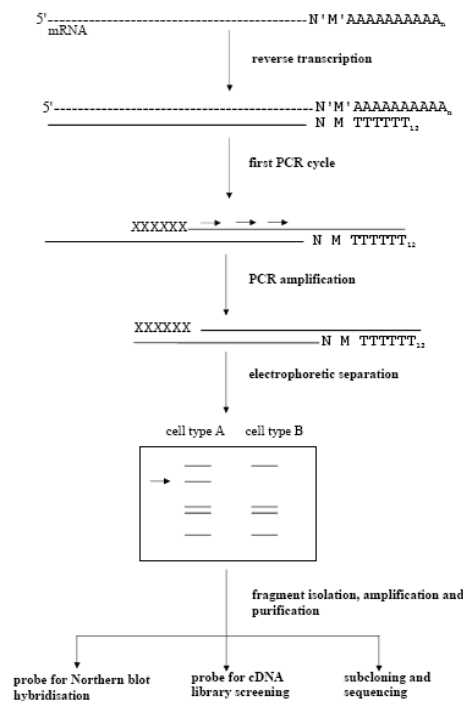 5'-------------------------------------N'M'AAAAAAAAAAₙ
mRNA
reverse transcription
5'-------------------------------------N'M'AAAAAAAAAAₙ
N M TTTTTT₁₂
first PCR cycle
XXXXXX
N M TTTTTT₁₂
PCR amplification
XXXXXX
N M TTTTTT₁₂
electrophoretic separation
cell type A cell type B
fragment isolation, amplification and
purification
probe for Northern blot
hybridisation
probe for cDNA
library screening
subcloning and
sequencing